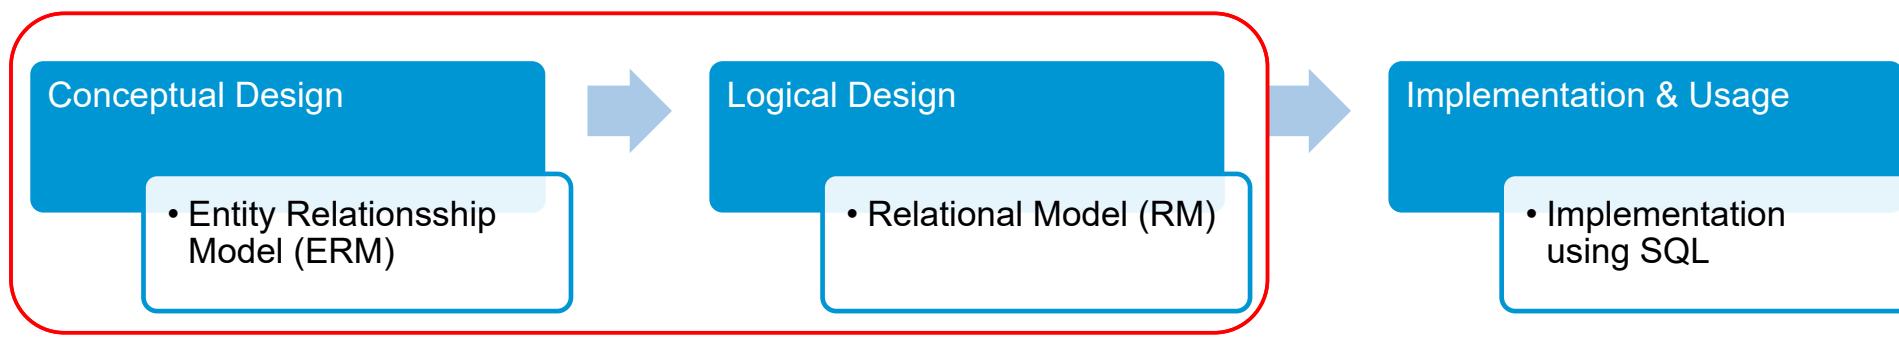 Conceptual Design
• Entity Relationsship
Model (ERM)
Logical Design
• Relational Model (RM)
Implementation & Usage
• Implementation
using SQL